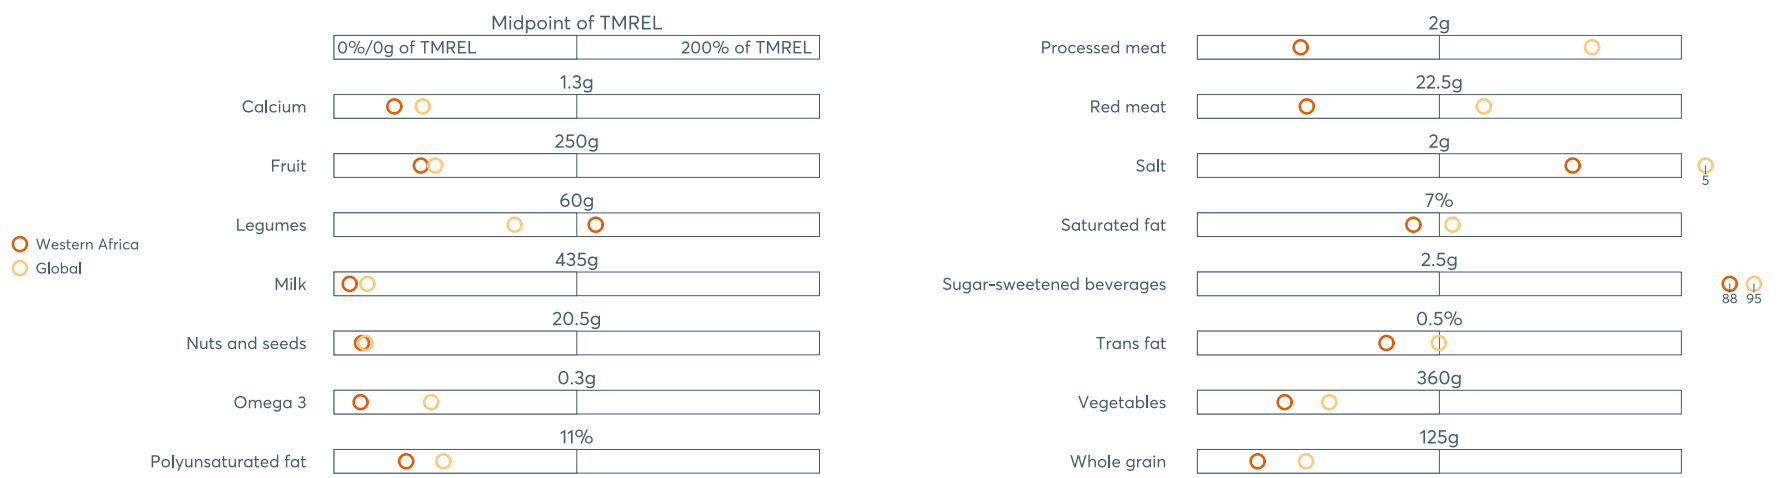 Midpoint of TMREL
0%/0g of TMREL 200% of TMREL
1.3g
Calcium
250g
Fruit
60g
Legumes
435g
Milk
20.5g
Nuts and seeds
0.3g
Omega 3
11%
Polyunsaturated fat
Western Africa
Global
2g
Processed meat
22.5g
Red meat
2g
Salt
5
7%
Saturated fat
2.5g
Sugar-sweetened beverages
88 95
0.5%
Trans fat
360g
Vegetables
125g
Whole grain